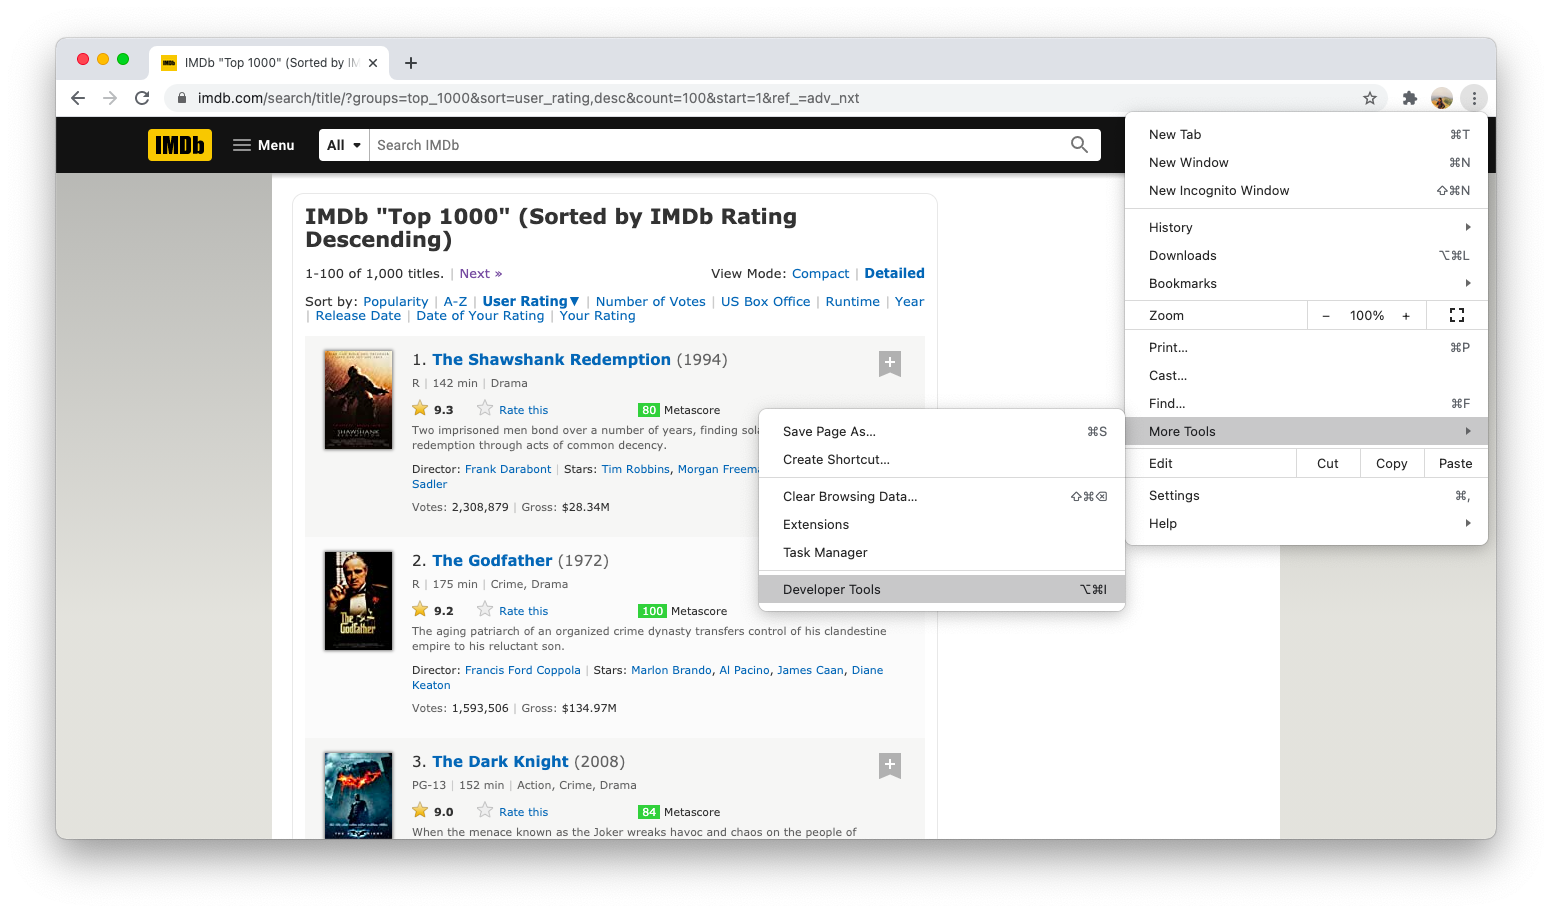 IMDb "Top 1000" (Sorted by IM
imdb.com/search/title/?groups=top_1000&sort=user_rating,desc&count=100&start=1&ref_=adv_nxt
IMDb
Menu
All
Search IMDb
New Tab ⌘T
New Window ⌘N
New Incognito Window ⇧⌘N
History
Downloads ⌥⌘L
Bookmarks
Zoom − 100% +
Print... ⌘P
Cast...
Find... ⌘F
More Tools
Edit Cut Copy Paste
Settings ⌘,
Help
Save Page As... ⌘S
Create Shortcut...
Clear Browsing Data... ⇧⌘⌫
Extensions
Task Manager
Developer Tools ⌥⌘I
IMDb "Top 1000" (Sorted by IMDb Rating
Descending)
1-100 of 1,000 titles. | Next »
View Mode: Compact | Detailed
Sort by: Popularity | A-Z | User Rating▼ | Number of Votes | US Box Office | Runtime | Year
| Release Date | Date of Your Rating | Your Rating
1. The Shawshank Redemption (1994)
R | 142 min | Drama
9.3 Rate this 80 Metascore
Two imprisoned men bond over a number of years, finding sola
redemption through acts of common decency.
Director: Frank Darabont | Stars: Tim Robbins, Morgan Freema
Sadler
Votes: 2,308,879 | Gross: $28.34M
SHAWSHANK
2. The Godfather (1972)
R | 175 min | Crime, Drama
9.2 Rate this 100 Metascore
The aging patriarch of an organized crime dynasty transfers control of his clandestine
empire to his reluctant son.
Director: Francis Ford Coppola | Stars: Marlon Brando, Al Pacino, James Caan, Diane
Keaton
Votes: 1,593,506 | Gross: $134.97M
The
Godfather
3. The Dark Knight (2008)
PG-13 | 152 min | Action, Crime, Drama
9.0 Rate this 84 Metascore
When the menace known as the Joker wreaks havoc and chaos on the people of